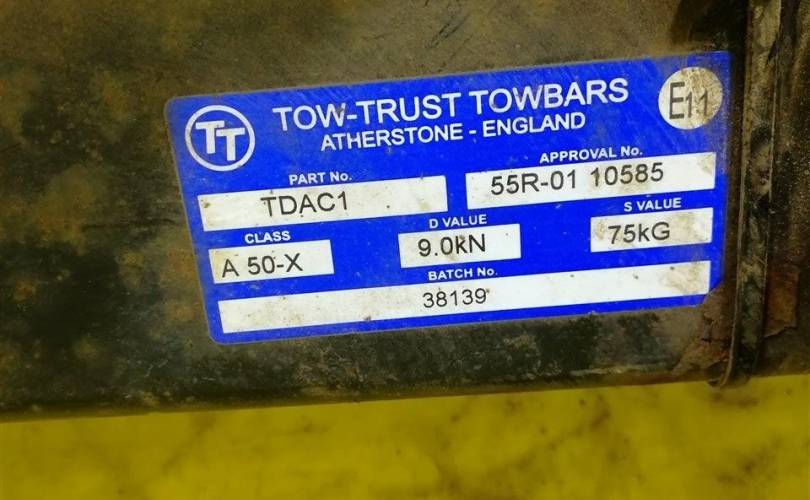 TT
TOW-TRUST TOWBARS
E11
ATHERSTONE - ENGLAND
PART No.
APPROVAL No.
TDAC1
55R-01 10585
CLASS
D VALUE
S VALUE
A 50-X
9.0kN
75kG
BATCH No.
38139